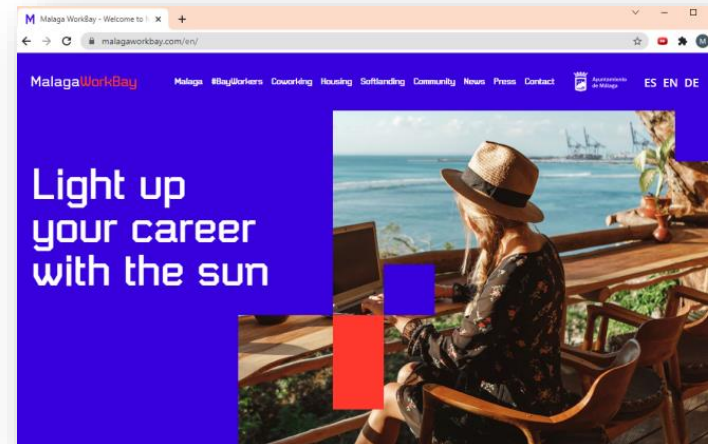 Malaga WorkBay - Welcome to
malagaworkbay.com/en/
MalagaWorkBay
Malaga #BayWorkers Coworking Housing Softlanding Community News Press Contact
Ayuntamiento
de Málaga
ES EN DE
Light up
your career
with the sun